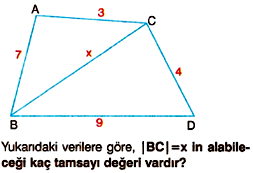 A
3
C
7
x
4
B
9
D
Yukarıdaki verilere göre, |BC|=x in alabile-
ceği kaç tamsayı değeri vardır?